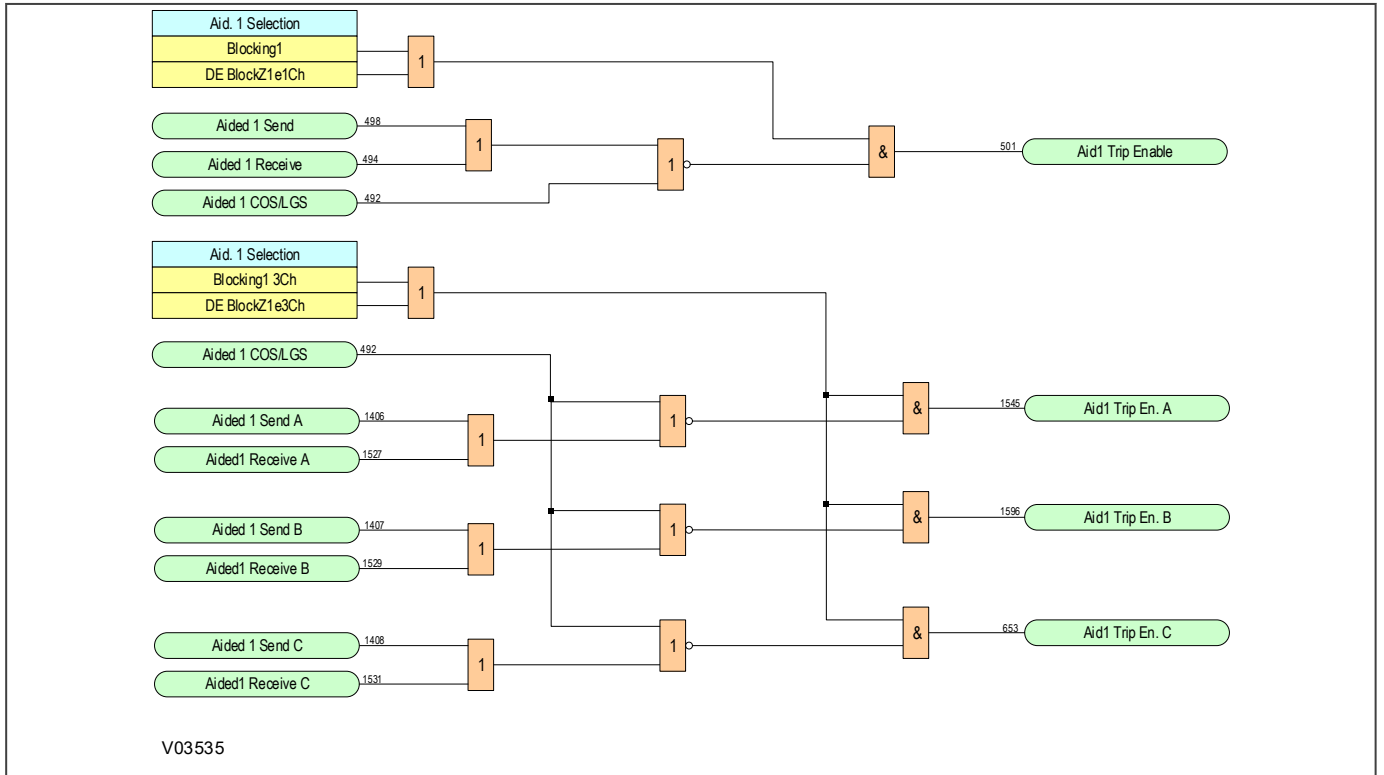 Aid. 1 Selection
Blocking1
DE BlockZ1e1Ch
1
Aided 1 Send
498
1
Aided 1 Receive
494
1
&
501
Aid1 Trip Enable
Aided 1 COS/LGS
492
Aid. 1 Selection
Blocking1 3Ch
DE BlockZ1e3Ch
1
Aided 1 COS/LGS
492
Aided 1 Send A
1406
1
Aided1 Receive A
1527
1
&
1545
Aid1 Trip En. A
Aided 1 Send B
1407
1
Aided1 Receive B
1529
1
&
1596
Aid1 Trip En. B
Aided 1 Send C
1408
1
Aided1 Receive C
1531
1
&
653
Aid1 Trip En. C
V03535